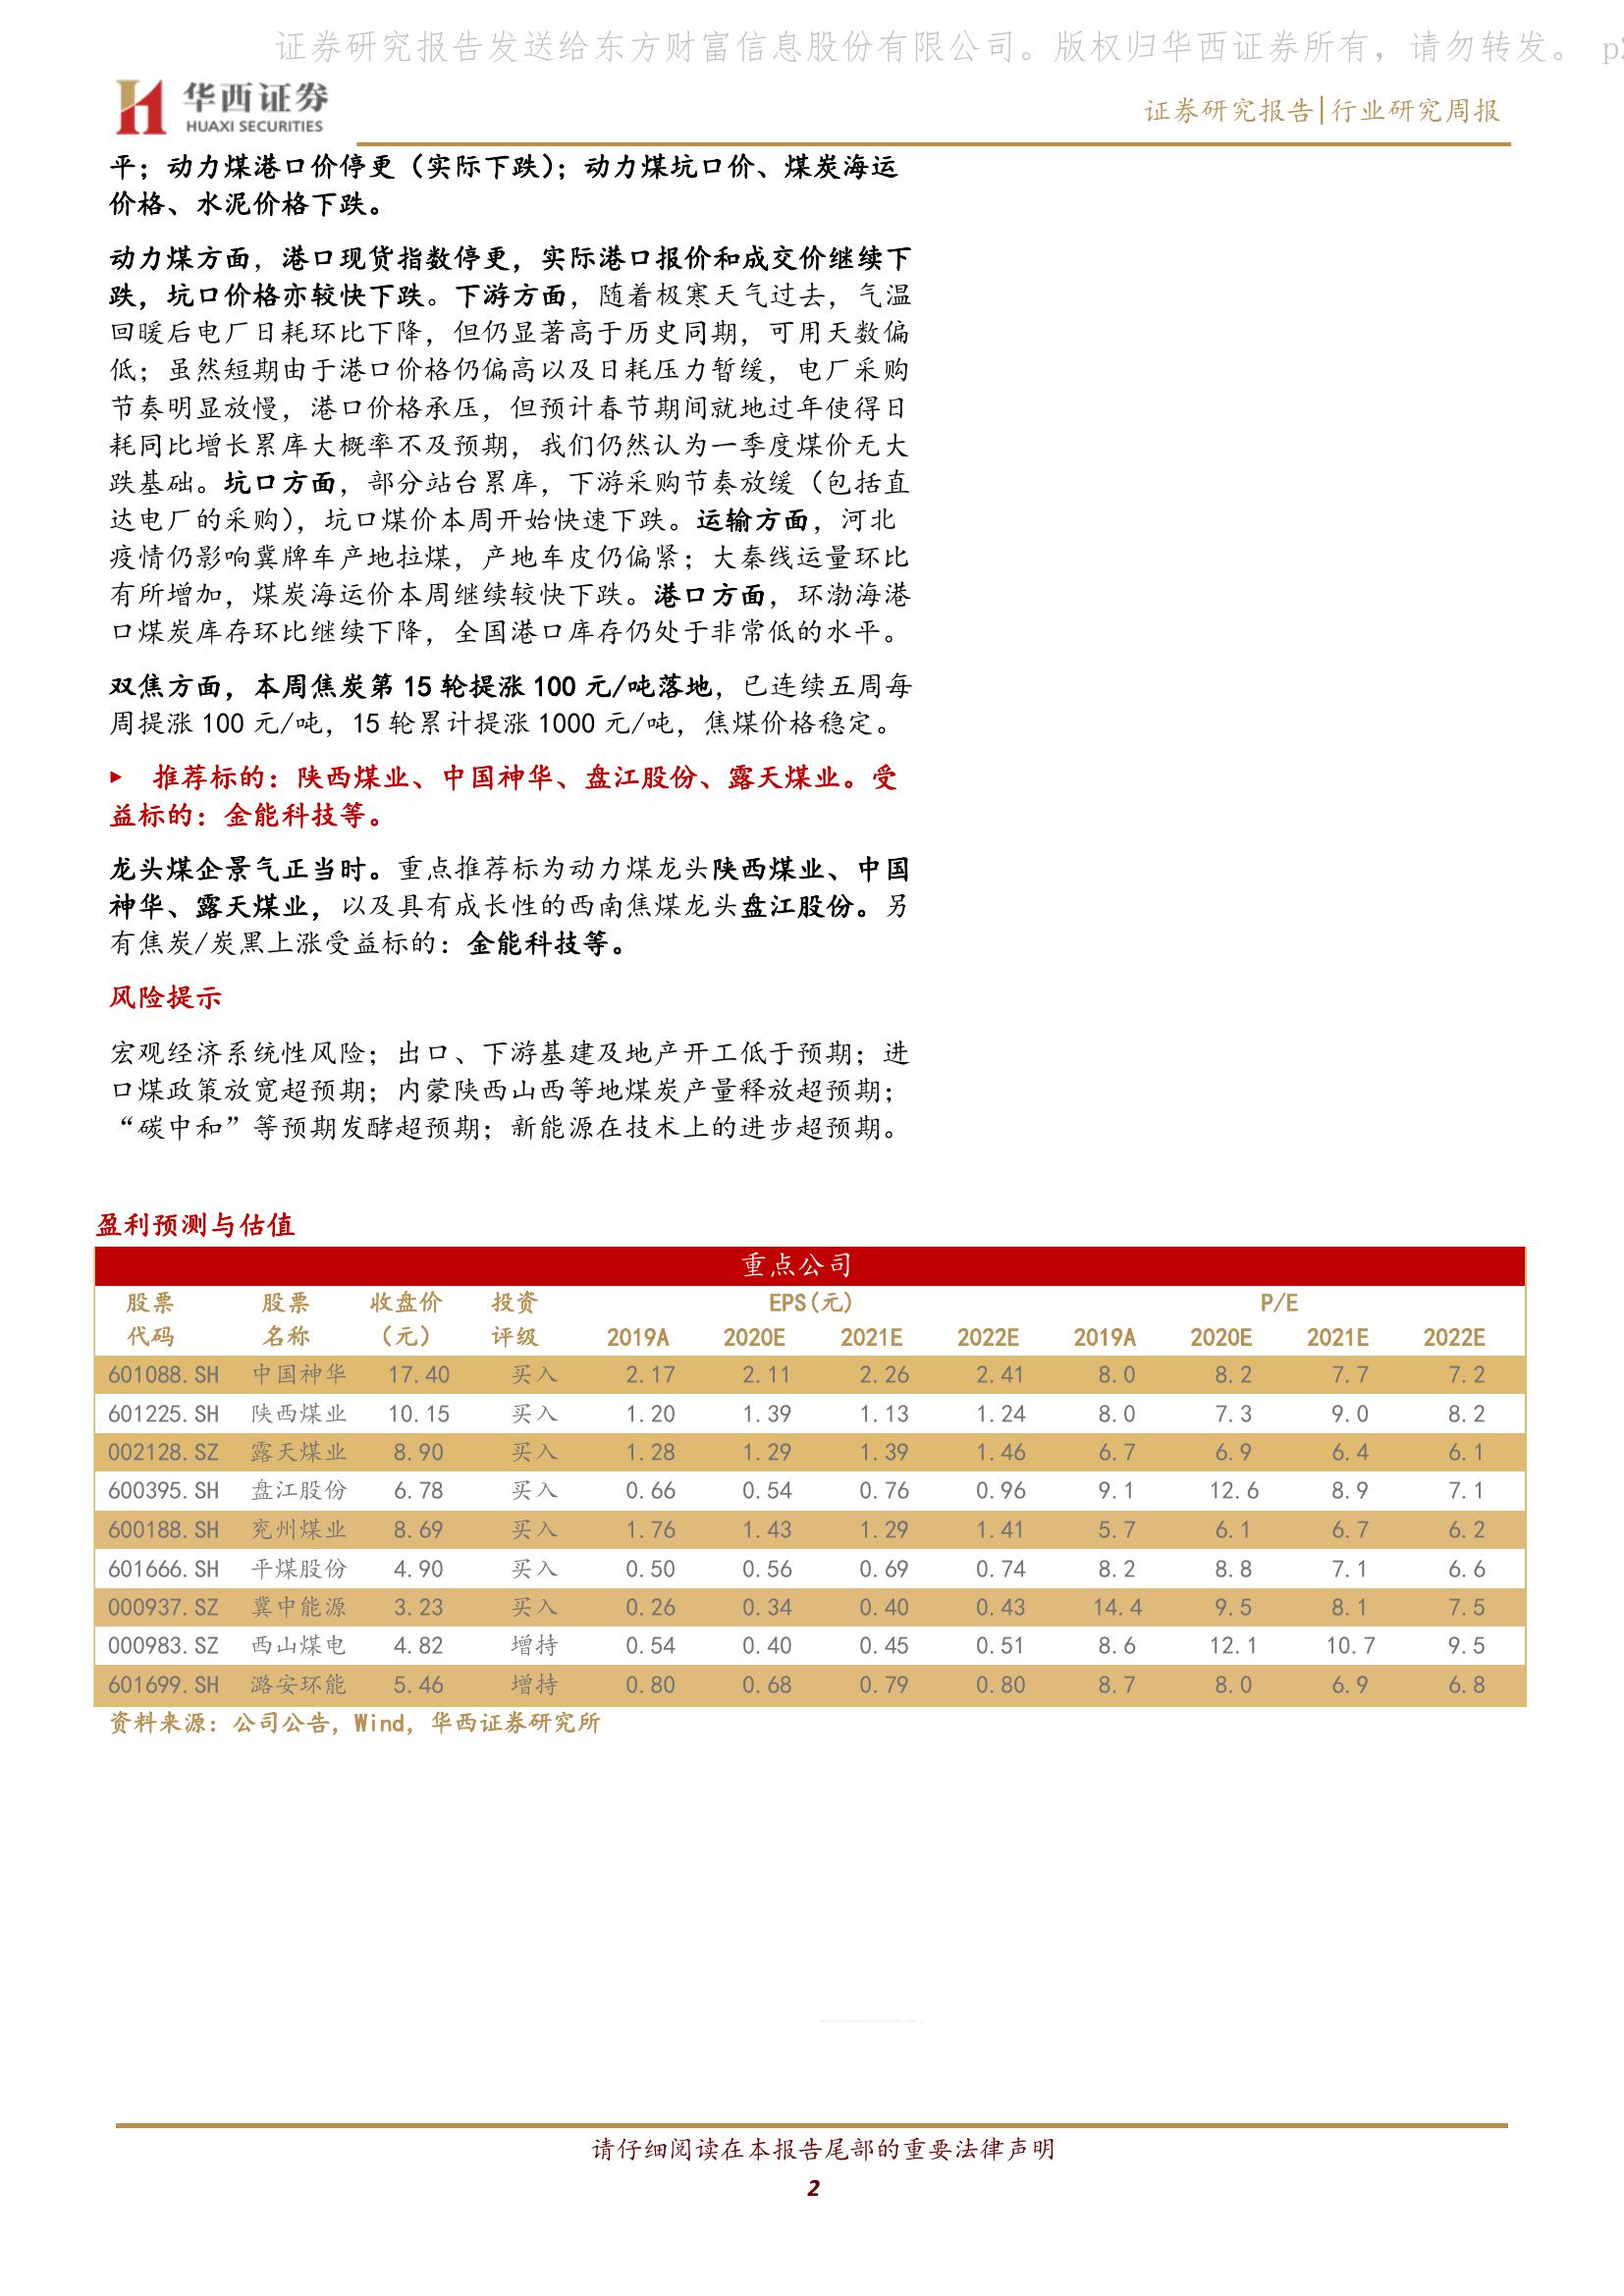 证券研究报告发送给东方财富信息股份有限公司。版权归华西证券所有，请勿转发。 p2
华西证券
HUAXI SECURITIES
证券研究报告|行业研究周报
平；动力煤港口价停更（实际下跌）；动力煤坑口价、煤炭海运
价格、水泥价格下跌。
动力煤方面，港口现货指数停更，实际港口报价和成交价继续下
跌，坑口价格亦较快下跌。下游方面，随着极寒天气过去，气温
回暖后电厂日耗环比下降，但仍显著高于历史同期，可用天数偏
低；虽然短期由于港口价格仍偏高以及日耗压力暂缓，电厂采购
节奏明显放慢，港口价格承压，但预计春节期间就地过年使得日
耗同比增长累库大概率不及预期，我们仍然认为一季度煤价无大
跌基础。坑口方面，部分站台累库，下游采购节奏放缓（包括直
达电厂的采购），坑口煤价本周开始快速下跌。运输方面，河北
疫情仍影响冀牌车产地拉煤，产地车皮仍偏紧；大秦线运量环比
有所增加，煤炭海运价本周继续较快下跌。港口方面，环渤海港
口煤炭库存环比继续下降，全国港口库存仍处于非常低的水平。
双焦方面，本周焦炭第 15 轮提涨 100 元/吨落地，已连续五周每
周提涨 100 元/吨，15 轮累计提涨 1000 元/吨，焦煤价格稳定。
▶ 推荐标的：陕西煤业、中国神华、盘江股份、露天煤业。受
益标的：金能科技等。
龙头煤企景气正当时。重点推荐标为动力煤龙头陕西煤业、中国
神华、露天煤业，以及具有成长性的西南焦煤龙头盘江股份。另
有焦炭/炭黑上涨受益标的：金能科技等。
风险提示
宏观经济系统性风险；出口、下游基建及地产开工低于预期；进
口煤政策放宽超预期；内蒙陕西山西等地煤炭产量释放超预期；
“碳中和”等预期发酵超预期；新能源在技术上的进步超预期。
盈利预测与估值
重点公司
股票 股票 收盘价 投资 EPS(元) P/E
代码 名称 （元） 评级 2019A 2020E 2021E 2022E 2019A 2020E 2021E 2022E
601088.SH 中国神华 17.40 买入 2.17 2.11 2.26 2.41 8.0 8.2 7.7 7.2
601225.SH 陕西煤业 10.15 买入 1.20 1.39 1.13 1.24 8.0 7.3 9.0 8.2
002128.SZ 露天煤业 8.90 买入 1.28 1.29 1.39 1.46 6.7 6.9 6.4 6.1
600395.SH 盘江股份 6.78 买入 0.66 0.54 0.76 0.96 9.1 12.6 8.9 7.1
600188.SH 兖州煤业 8.69 买入 1.76 1.43 1.29 1.41 5.7 6.1 6.7 6.2
601666.SH 平煤股份 4.90 买入 0.50 0.56 0.69 0.74 8.2 8.8 7.1 6.6
000937.SZ 冀中能源 3.23 买入 0.26 0.34 0.40 0.43 14.4 9.5 8.1 7.5
000983.SZ 西山煤电 4.82 增持 0.54 0.40 0.45 0.51 8.6 12.1 10.7 9.5
601699.SH 潞安环能 5.46 增持 0.80 0.68 0.79 0.80 8.7 8.0 6.9 6.8
资料来源：公司公告，Wind，华西证券研究所
请仔细阅读在本报告尾部的重要法律声明
2